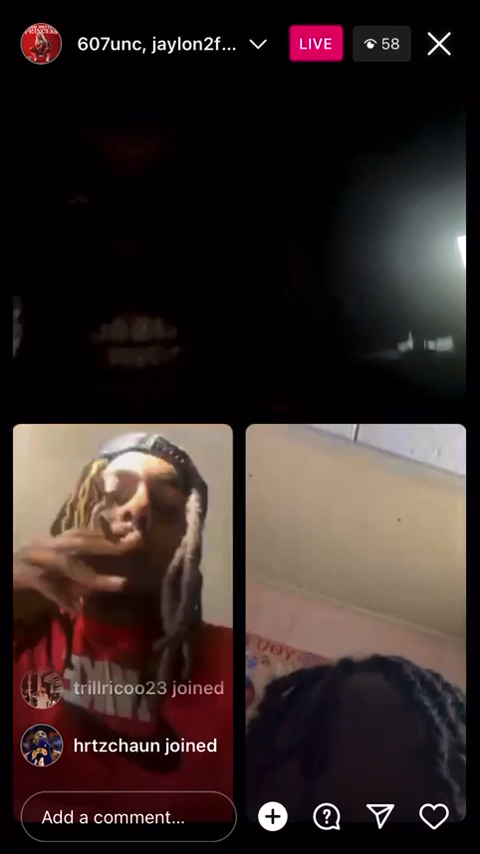 607unc, jaylon2f...
LIVE
58
trillricoo23 joined
hrtzchaun joined
Add a comment...